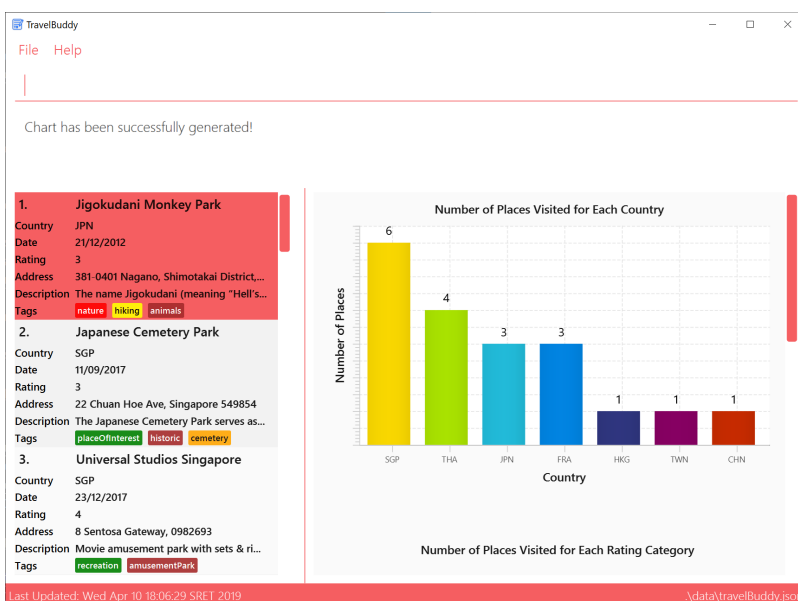 TravelBuddy
File Help
Chart has been successfully generated!
1. Jigokudani Monkey Park
Country JPN
Date 21/12/2012
Rating 3
Address 381-0401 Nagano, Shimotakai District,...
Description The name Jigokudani (meaning "Hell's...
Tags nature hiking animals
2. Japanese Cemetery Park
Country SGP
Date 11/09/2017
Rating 3
Address 22 Chuan Hoe Ave, Singapore 549854
Description The Japanese Cemetery Park serves as...
Tags placeOfInterest historic cemetery
3. Universal Studios Singapore
Country SGP
Date 23/12/2017
Rating 4
Address 8 Sentosa Gateway, 0982693
Description Movie amusement park with sets & ri...
Tags recreation amusementPark
Number of Places Visited for Each Country
Number of Places
6
4
3
3
1
1
1
SGP THA JPN FRA HKG TWN CHN
Country
Number of Places Visited for Each Rating Category
Last Updated: Wed Apr 10 18:06:29 SRET 2019
.\data\travelBuddy.json